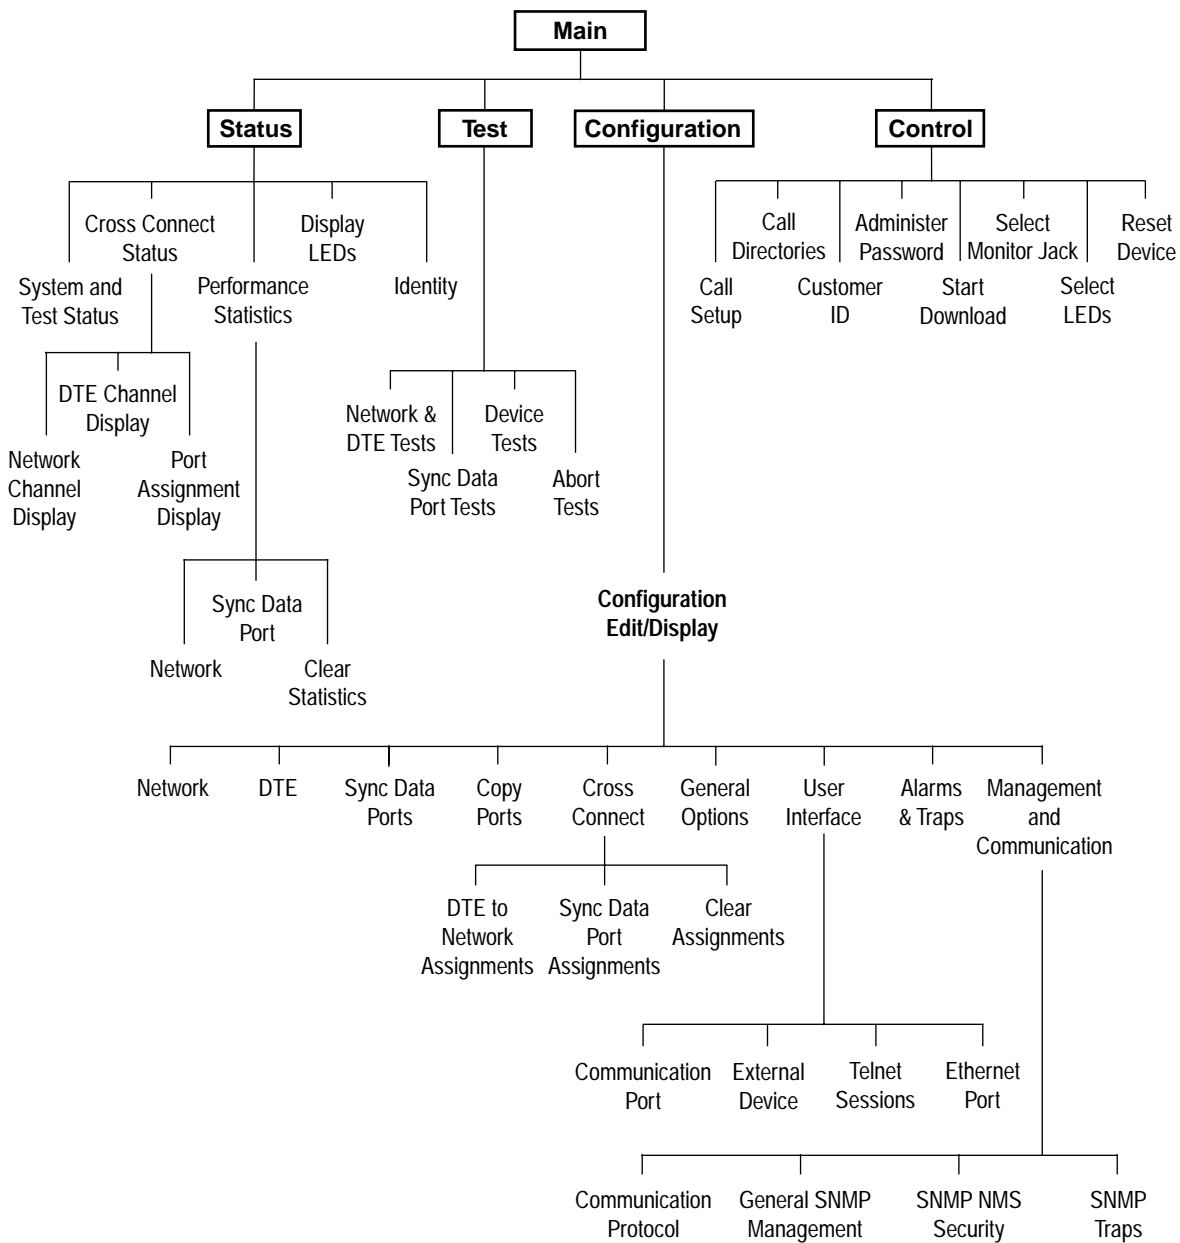 Main
Status
Test
Configuration
Control
Cross Connect
Status
Display
LEDs
System and
Test Status
Performance
Statistics
Identity
DTE Channel
Display
Network
Channel
Display
Port
Assignment
Display
Sync Data
Port
Network
Clear
Statistics
Network &
DTE Tests
Device
Tests
Sync Data
Port Tests
Abort
Tests
Call
Directories
Administer
Password
Select
Monitor Jack
Reset
Device
Call
Setup
Customer
ID
Start
Download
Select
LEDs
Configuration
Edit/Display
Network
DTE
Sync Data
Ports
Copy
Ports
Cross
Connect
General
Options
User
Interface
Alarms
& Traps
Management
and
Communication
DTE to
Network
Assignments
Sync Data
Port
Assignments
Clear
Assignments
Communication
Port
External
Device
Telnet
Sessions
Ethernet
Port
Communication
Protocol
General SNMP
Management
SNMP NMS
Security
SNMP
Traps